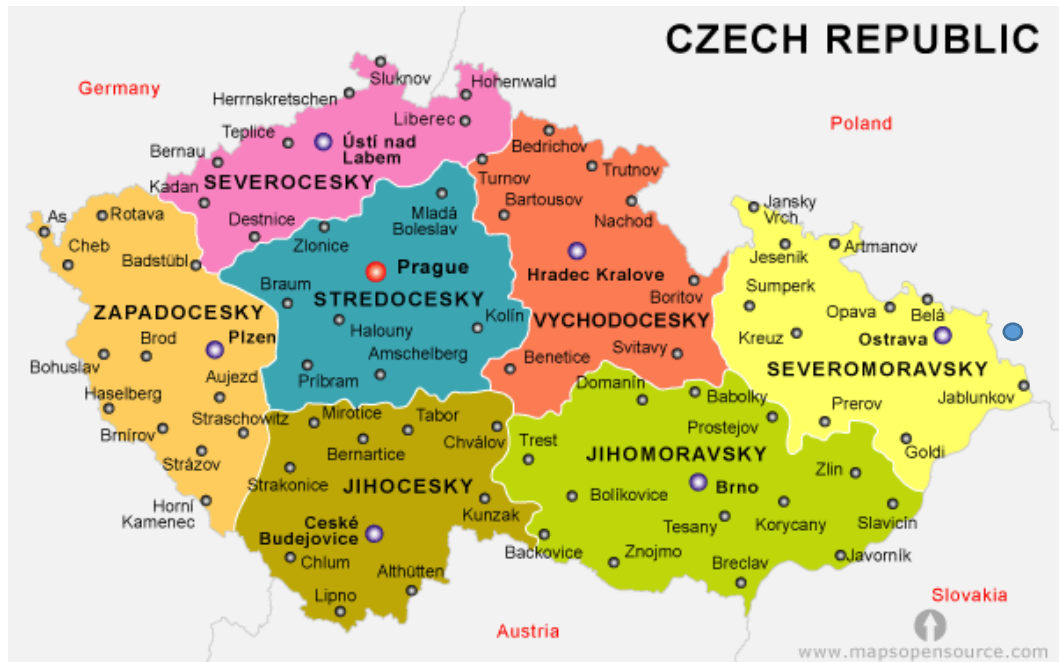 CZECH REPUBLIC
Germany
Poland
Sluknov
Hohenwald
Herrnskretschen
Liberec
Teplice
Ústí nad
Labem
Bernau
SEVEROCESKY
Kadan
Destnice
Bedrichov
Turnov
Trutnov
Bartousov
Nachod
Hradec Kralove
Boritov
VYCHODOCESKY
Svitavy
Benetice
As
Rotava
Cheb
Badstübl
ZAPADOCESKY
Brod
Plzen
Bohuslav
Aujezd
Haselberg
Straschowitz
Brnírov
Strázov
Horní
Kamenec
Zlonice
Mladá
Boleslav
Prague
Braum
STREDOCESKY
Kolín
Halouny
Amschelberg
Príbram
Jansky
Vrch
Jesenik
Artmanov
Sumperk
Opava
Belá
Kreuz
Ostrava
SEVEROMORAVSKY
Jablunkov
Prerov
Goldi
Mirotice
Tabor
Chválov
Bernartice
Strakonice
JIHOCESKY
Kunzak
Ceské
Budejovice
Chlum
Althütten
Lipno
Domanín
Babolky
Prostejov
Trest
JIHOMORAVSKY
Zlin
Bolíkovice
Brno
Tesany
Korycany
Slavicín
Backovice
Znojmo
Breclav
Javorník
Slovakia
Austria
www.mapsopensource.com